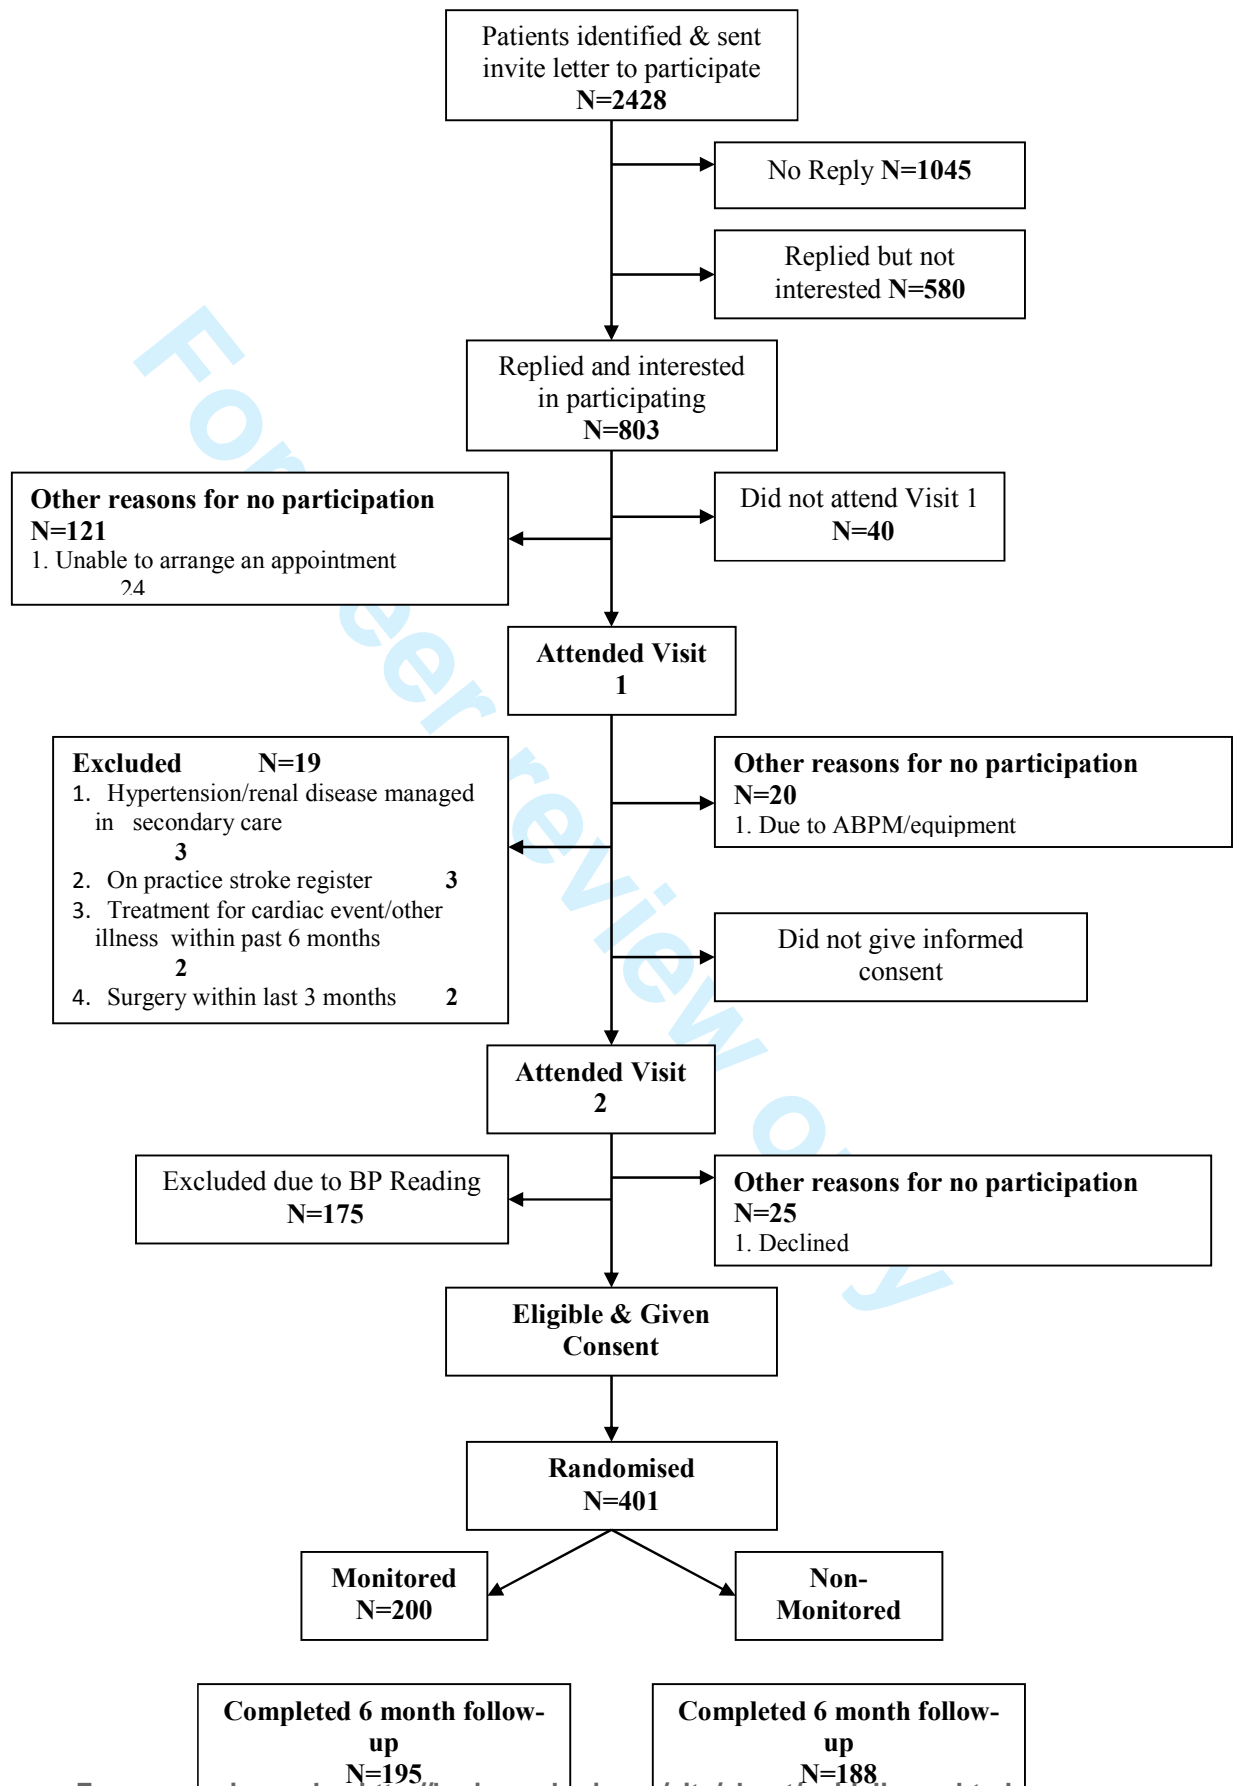 Patients identified & sent
invite letter to participate
N=2428
No Reply N=1045
Replied but not
interested N=580
Replied and interested
in participating
N=803
Other reasons for no participation
N=121
1. Unable to arrange an appointment
24
Did not attend Visit 1
N=40
Attended Visit
1
Excluded N=19
1. Hypertension/renal disease managed
in secondary care
3
2. On practice stroke register 3
3. Treatment for cardiac event/other
illness within past 6 months
2
4. Surgery within last 3 months 2
Other reasons for no participation
N=20
1. Due to ABPM/equipment
Did not give informed
consent
Attended Visit
2
Excluded due to BP Reading
N=175
Other reasons for no participation
N=25
1. Declined
Eligible & Given
Consent
Randomised
N=401
Monitored
N=200
Non-
Monitored
Completed 6 month follow-
up
N=195
Completed 6 month follow-
up
N=188
For peer review only